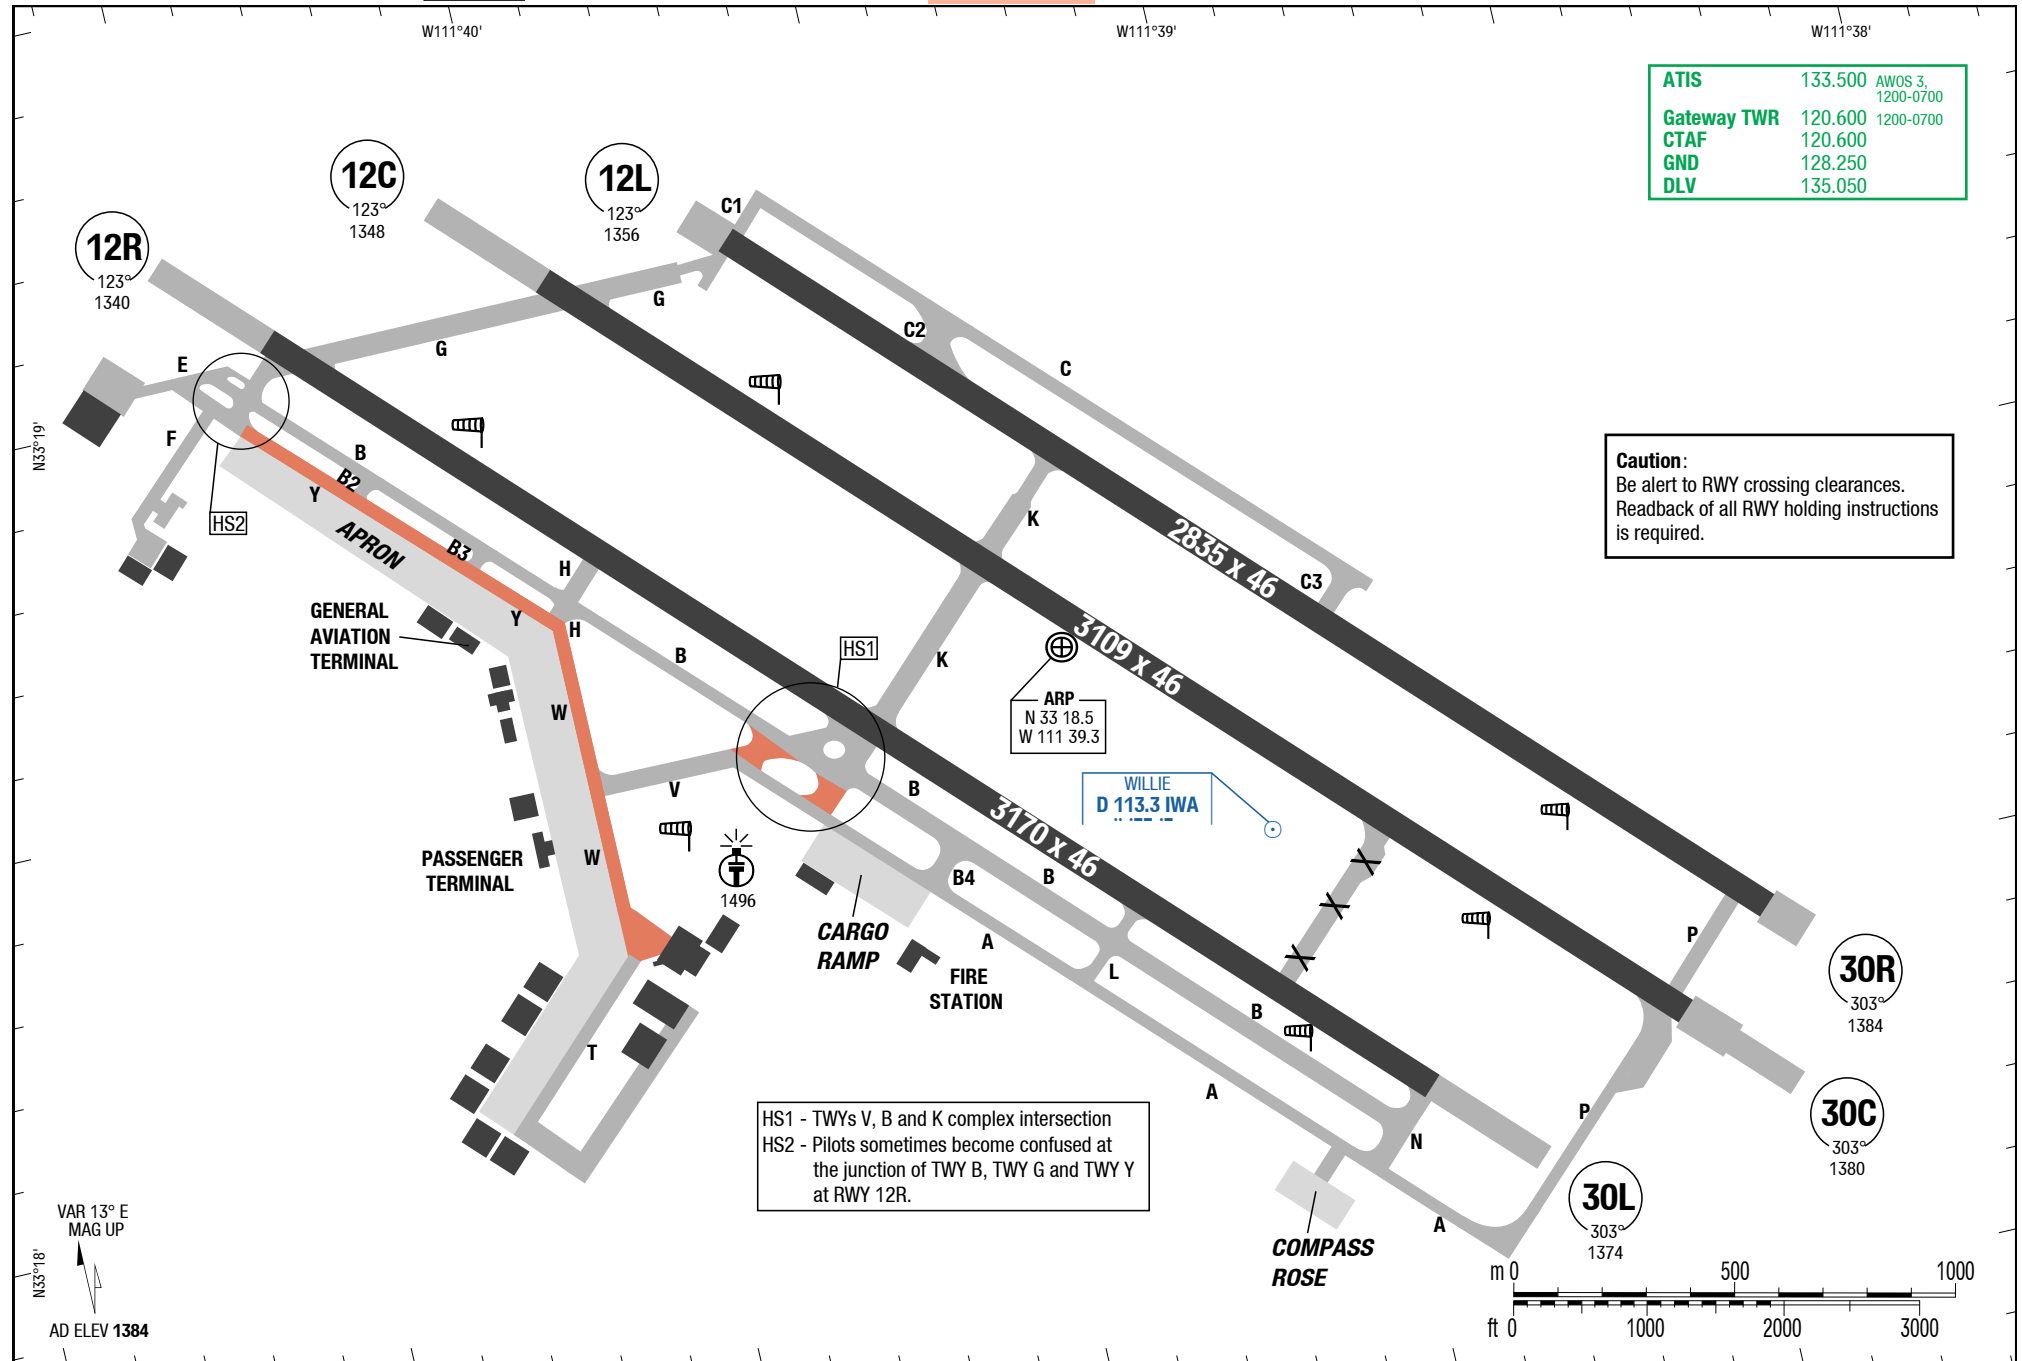 W111°40'
W111°39'
W111°38'
ATIS 133.500 AWOS 3,
1200-0700
Gateway TWR 120.600 1200-0700
CTAF 120.600
GND 128.250
DLV 135.050
12C
123°
1348
12L
123°
1356
12R
123°
1340
C1
G
G
C2
C
E
F
N33°19'
B
B2
Y
APRON
B3
HS2
H
H
Y
K
2835 x 46
C3
Caution:
Be alert to RWY crossing clearances.
Readback of all RWY holding instructions
is required.
GENERAL
AVIATION
TERMINAL
B
HS1
K
3109 x 46
ARP
N 33 18.5
W 111 39.3
W
V
B
WILLIE
D 113.3 IWA
3170 x 46
PASSENGER
TERMINAL
W
1496
B4
B
CARGO
RAMP
A
FIRE
STATION
L
B
P
30R
303°
1384
T
A
N
P
30C
303°
1380
HS1 - TWYs V, B and K complex intersection
HS2 - Pilots sometimes become confused at
the junction of TWY B, TWY G and TWY Y
at RWY 12R.
30L
303°
1374
A
COMPASS
ROSE
VAR 13° E
MAG UP
N33°18'
AD ELEV 1384
m 0 500 1000
ft 0 1000 2000 3000